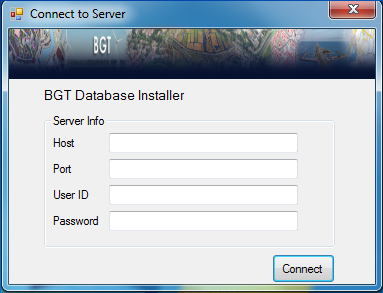 Connect to Server
BGT
BGT Database Installer
Server Info
Host
Port
User ID
Password
Connect